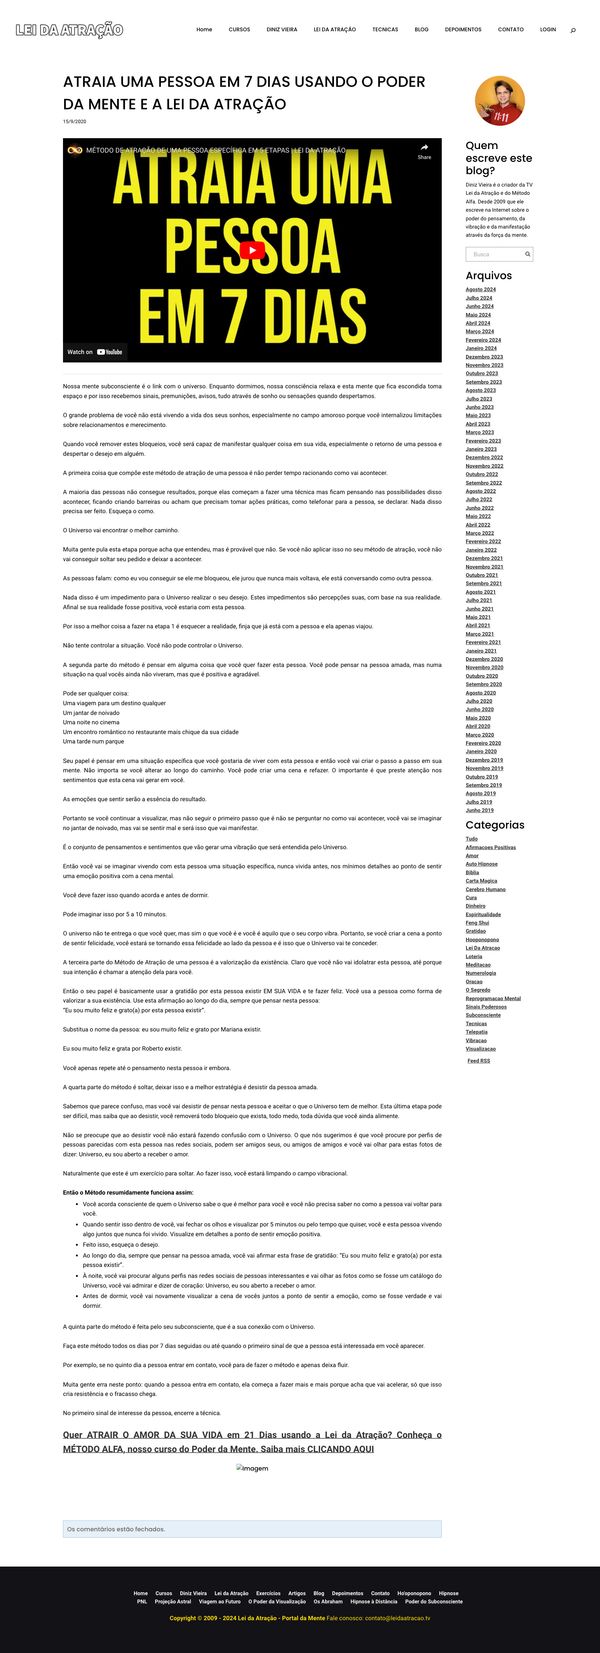 LEI DA ATRAÇÃO
Home CURSOS DINIZ VIEIRA LEI DA ATRAÇÃO TECNICAS BLOG DEPOIMENTOS CONTATO LOGIN
ATRAIA UMA PESSOA EM 7 DIAS USANDO O PODER
DA MENTE E A LEI DA ATRAÇÃO
15/9/2020
MÉTODO DE ATRAÇÃO DE UMA PESSOA ESPECÍFICA EM 5 ETAPAS | LEI DA ATRAÇÃO
Share
ATRAIA UMA
PESSOA
EM 7 DIAS
Watch on YouTube
Nossa mente subconsciente é o link com o universo. Enquanto dormimos, nossa consciência relaxa e esta mente que fica escondida toma
espaço e por isso recebemos sinais, premunições, avisos, tudo através de sonho ou sensações quando despertamos.
O grande problema de você não está vivendo a vida dos seus sonhos, especialmente no campo amoroso porque você internalizou limitações
sobre relacionamentos e merecimento.
Quando você remover estes bloqueios, você será capaz de manifestar qualquer coisa em sua vida, especialmente o retorno de uma pessoa e
despertar o desejo em alguém.
A primeira coisa que compõe este método de atração de uma pessoa é não perder tempo racionando como vai acontecer.
A maioria das pessoas não consegue resultados, porque elas começam a fazer uma técnica mas ficam pensando nas possibilidades disso
acontecer, ficando criando barreiras ou acham que precisam tomar ações práticas, como telefonar para a pessoa, se declarar. Nada disso
precisa ser feito. Esqueça o como.
O Universo vai encontrar o melhor caminho.
Muita gente pula esta etapa porque acha que entendeu, mas é provável que não. Se você não aplicar isso no seu método de atração, você não
vai conseguir soltar seu pedido e deixar a acontecer.
As pessoas falam: como eu vou conseguir se ele me bloqueou, ele jurou que nunca mais voltava, ele está conversando como outra pessoa.
Nada disso é um impedimento para o Universo realizar o seu desejo. Estes impedimentos são percepções suas, com base na sua realidade.
Afinal se sua realidade fosse positiva, você estaria com esta pessoa.
Por isso a melhor coisa a fazer na etapa 1 é esquecer a realidade, finja que já está com a pessoa e ela apenas viajou.
Não tente controlar a situação. Você não pode controlar o Universo.
A segunda parte do método é pensar em alguma coisa que você quer fazer esta pessoa. Você pode pensar na pessoa amada, mas numa
situação na qual vocês ainda não viveram, mas que é positiva e agradável.
Pode ser qualquer coisa:
Uma viagem para um destino qualquer
Um jantar de noivado
Uma noite no cinema
Um encontro romântico no restaurante mais chique da sua cidade
Uma tarde num parque
Seu papel é pensar em uma situação específica que você gostaria de viver com esta pessoa e então você vai criar o passo a passo em sua
mente. Não importa se você alterar ao longo do caminho. Você pode criar uma cena e refazer. O importante é que preste atenção nos
sentimentos que esta cena vai gerar em você.
As emoções que sentir serão a essência do resultado.
Portanto se você continuar a visualizar, mas não seguir o primeiro passo que é não se perguntar no como vai acontecer, você vai se imaginar
no jantar de noivado, mas vai se sentir mal e será isso que vai manifestar.
É o conjunto de pensamentos e sentimentos que vão gerar uma vibração que será entendida pelo Universo.
Então você vai se imaginar vivendo com esta pessoa uma situação específica, nunca vivida antes, nos mínimos detalhes ao ponto de sentir
uma emoção positiva com a cena mental.
Você deve fazer isso quando acorda e antes de dormir.
Pode imaginar isso por 5 a 10 minutos.
O universo não te entrega o que você quer, mas sim o que você é e você é aquilo que o seu corpo vibra. Portanto, se você criar a cena a ponto
de sentir felicidade, você estará se tornando essa felicidade ao lado da pessoa e é isso que o Universo vai te conceder.
A terceira parte do Método de Atração de uma pessoa é a valorização da existência. Claro que você não vai idolatrar esta pessoa, até porque
sua intenção é chamar a atenção dela para você.
Então o seu papel é basicamente usar a gratidão por esta pessoa existir EM SUA VIDA e te fazer feliz. Você usa a pessoa como forma de
valorizar a sua existência. Use esta afirmação ao longo do dia, sempre que pensar nesta pessoa:
"Eu sou muito feliz e grato(a) por esta pessoa existir".
Substitua o nome da pessoa: eu sou muito feliz e grato por Mariana existir.
Eu sou muito feliz e grata por Roberto existir.
Você apenas repete até o pensamento nesta pessoa ir embora.
A quarta parte do método é soltar, deixar isso e a melhor estratégia é desistir da pessoa amada.
Sabemos que parece confuso, mas você vai desistir de pensar nesta pessoa e aceitar o que o Universo tem de melhor. Esta última etapa pode
ser difícil, mas saiba que ao desistir, você removerá todo bloqueio que existe, todo medo, toda dúvida que você ainda alimente.
Não se preocupe que ao desistir você não estará fazendo confusão com o Universo. O que nós sugerimos é que você procure por perfis de
pessoas parecidas com esta pessoa nas redes sociais, podem ser amigos seus, ou amigos de amigos e você vai olhar para estas fotos de
dizer: Universo, eu sou aberto a receber o amor.
Naturalmente que este é um exercício para soltar. Ao fazer isso, você estará limpando o campo vibracional.
Então o Método resumidamente funciona assim:
• Você acorda consciente de quem o Universo sabe o que é melhor para você e você não precisa saber no como a pessoa vai voltar para
você.
• Quando sentir isso dentro de você, vai fechar os olhos e visualizar por 5 minutos ou pelo tempo que quiser, você e esta pessoa vivendo
algo juntos que nunca foi vivido. Visualize em detalhes a ponto de sentir emoção positiva.
• Feito isso, esqueça o desejo.
• Ao longo do dia, sempre que pensar na pessoa amada, você vai afirmar esta frase de gratidão: "Eu sou muito feliz e grato(a) por esta
pessoa existir".
• À noite, você vai procurar alguns perfis nas redes sociais de pessoas interessantes e vai olhar as fotos como se fosse um catálogo do
Universo, você vai admirar e dizer de coração: Universo, eu sou aberto a receber o amor.
• Antes de dormir, você vai novamente visualizar a cena de vocês juntos a ponto de sentir a emoção, como se fosse verdade e vai
dormir.
A quinta parte do método é feita pelo seu subconsciente, que é a sua conexão com o Universo.
Faça este método todos os dias por 7 dias seguidas ou até quando o primeiro sinal de que a pessoa está interessada em você aparecer.
Por exemplo, se no quinto dia a pessoa entrar em contato, você para de fazer o método e apenas deixa fluir.
Muita gente erra neste ponto: quando a pessoa entra em contato, ela começa a fazer mais e mais porque acha que vai acelerar, só que isso
cria resistência e o fracasso chega.
No primeiro sinal de interesse da pessoa, encerre a técnica.
Quer ATRAIR O AMOR DA SUA VIDA em 21 Dias usando a Lei da Atração? Conheça o
MÉTODO ALFA, nosso curso do Poder da Mente. Saiba mais CLICANDO AQUI
Imagem
Os comentários estão fechados.
11:11
Quem
escreve este
blog?
Diniz Vieira é o criador da TV
Lei da Atração e do Método
Alfa. Desde 2009 que ele
escreve na Internet sobre o
poder do pensamento, da
vibração e da manifestação
através da força da mente.
Busca
Arquivos
Agosto 2024
Julho 2024
Junho 2024
Maio 2024
Abril 2024
Março 2024
Fevereiro 2024
Janeiro 2024
Dezembro 2023
Novembro 2023
Outubro 2023
Setembro 2023
Agosto 2023
Julho 2023
Junho 2023
Maio 2023
Abril 2023
Março 2023
Fevereiro 2023
Janeiro 2023
Dezembro 2022
Novembro 2022
Outubro 2022
Setembro 2022
Agosto 2022
Julho 2022
Junho 2022
Maio 2022
Abril 2022
Março 2022
Fevereiro 2022
Janeiro 2022
Dezembro 2021
Novembro 2021
Outubro 2021
Setembro 2021
Agosto 2021
Julho 2021
Junho 2021
Maio 2021
Abril 2021
Março 2021
Fevereiro 2021
Janeiro 2021
Dezembro 2020
Novembro 2020
Outubro 2020
Setembro 2020
Agosto 2020
Julho 2020
Junho 2020
Maio 2020
Abril 2020
Março 2020
Fevereiro 2020
Janeiro 2020
Dezembro 2019
Novembro 2019
Outubro 2019
Setembro 2019
Agosto 2019
Julho 2019
Junho 2019
Categorias
Tudo
Afirmacoes Positivas
Amor
Auto Hipnose
Biblia
Carta Magica
Cerebro Humano
Cura
Dinheiro
Espiritualidade
Feng Shui
Gratidao
Hooponopono
Lei Da Atracao
Loteria
Meditacao
Numerologia
Oracao
O Segredo
Reprogramacao Mental
Sinais Poderosos
Subconsciente
Tecnicas
Telepatia
Vibracao
Visualizacao
Feed RSS
Home Cursos Diniz Vieira Lei da Atração Exercícios Artigos Blog Depoimentos Contato Ho'oponopono Hipnose
PNL Projeção Astral Viagem ao Futuro O Poder da Visualização Os Abraham Hipnose à Distância Poder do Subconsciente
Copyright © 2009 - 2024 Lei da Atração - Portal da Mente Fale conosco: contato@leidaatracao.tv